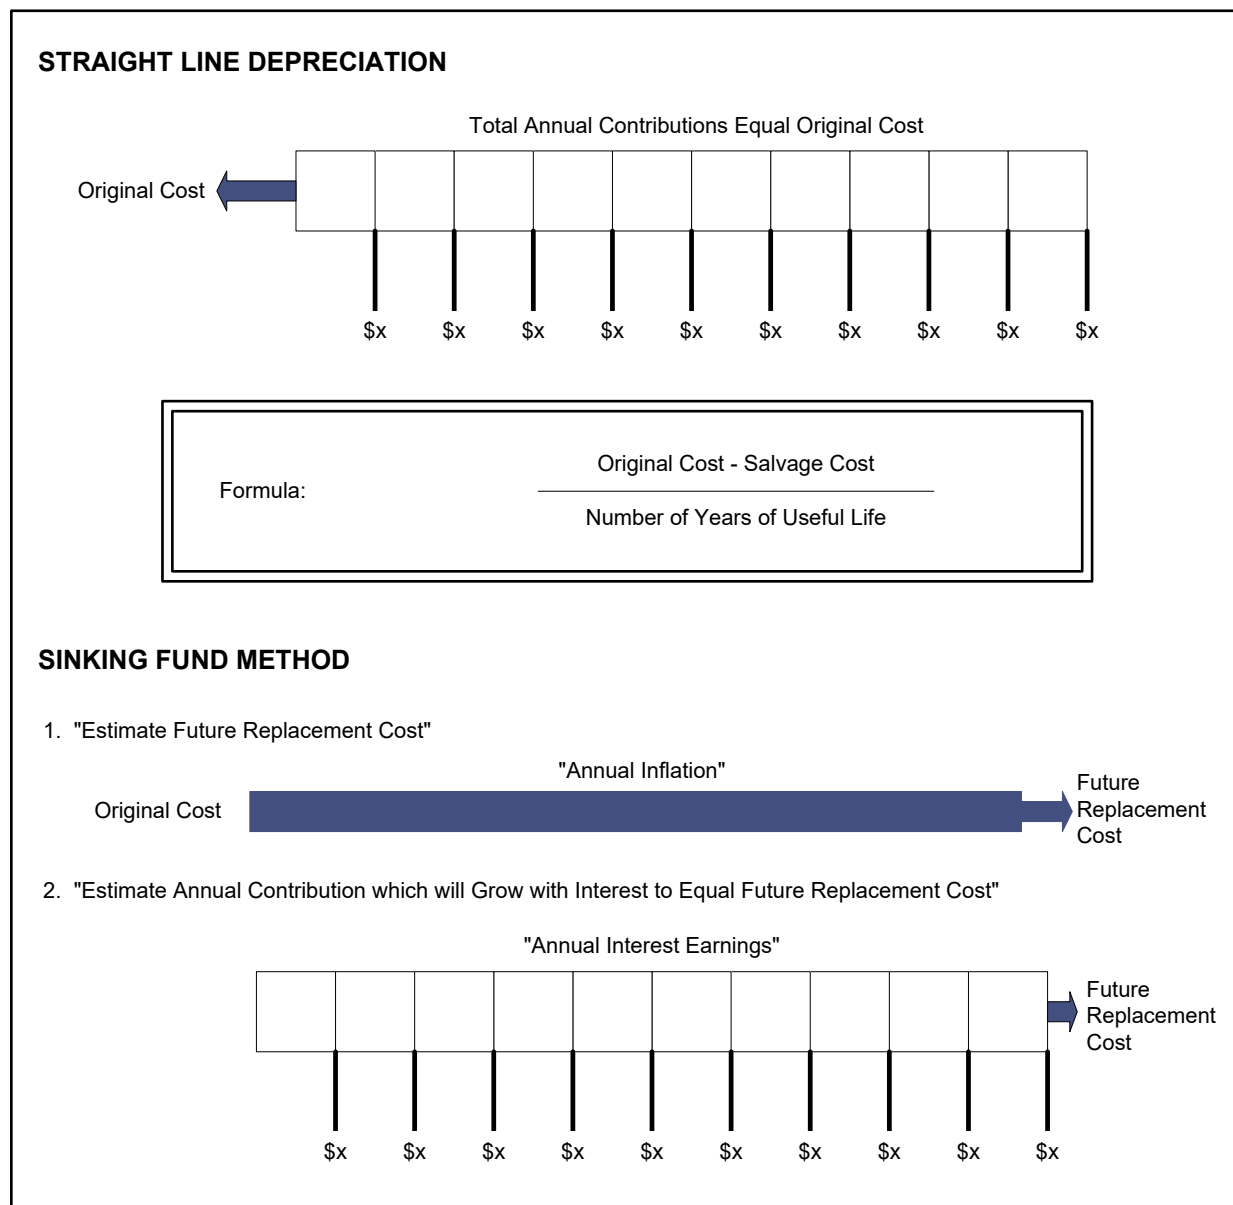 STRAIGHT LINE DEPRECIATION
Total Annual Contributions Equal Original Cost
Original Cost
$x $x $x $x $x $x $x $x $x $x
Formula:
Original Cost - Salvage Cost
Number of Years of Useful Life
SINKING FUND METHOD
1. "Estimate Future Replacement Cost"
"Annual Inflation"
Original Cost
Future
Replacement
Cost
2. "Estimate Annual Contribution which will Grow with Interest to Equal Future Replacement Cost"
"Annual Interest Earnings"
Future
Replacement
Cost
$x $x $x $x $x $x $x $x $x $x